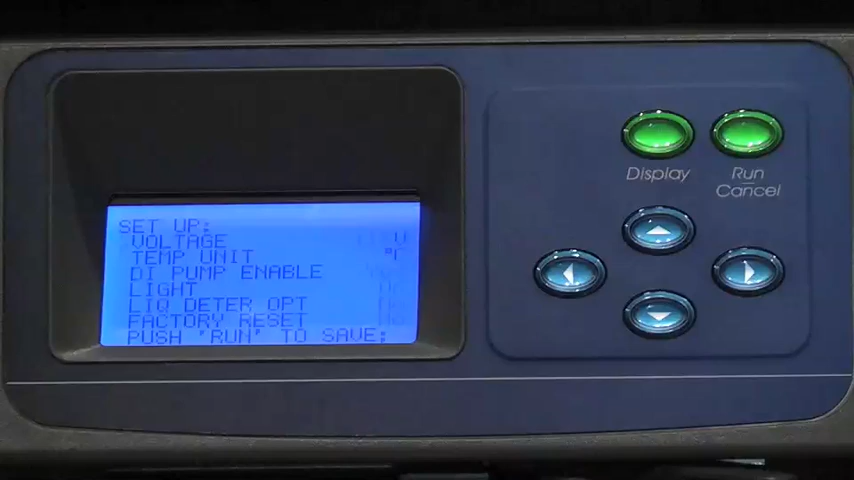 SET UP:
VOLTAGE V
TEMP UNIT
DI PUMP ENABLE
LIGHT
LIQ DETER OPT
FACTORY RESET
PUSH 'RUN' TO SAVE;
Display
Run
Cancel